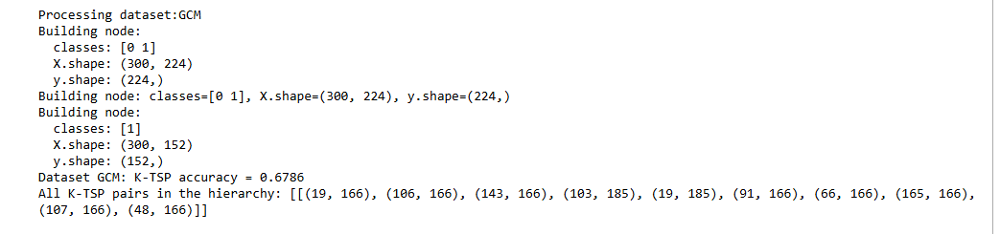 Processing dataset:GCM
Building node:
  classes: [0 1]
  X.shape: (300, 224)
  y.shape: (224,)
Building node: classes=[0 1], X.shape=(300, 224), y.shape=(224,)
Building node:
  classes: [1]
  X.shape: (300, 152)
  y.shape: (152,)
Dataset GCM: K-TSP accuracy = 0.6786
All K-TSP pairs in the hierarchy: [[(19, 166), (106, 166), (143, 166), (103, 185), (19, 185), (91, 166), (66, 166), (165, 166),
(107, 166), (48, 166)]]